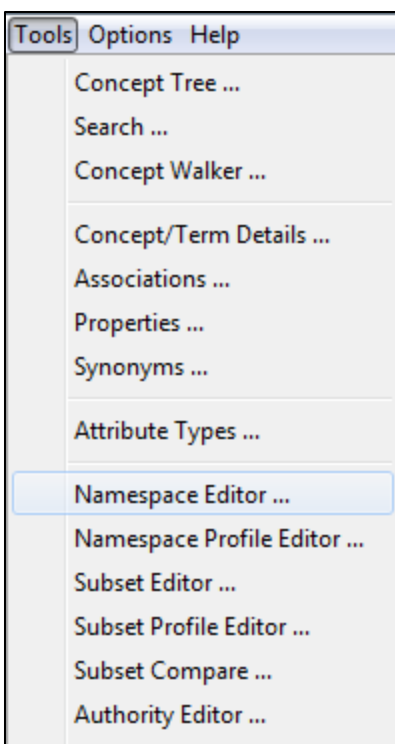 Tools Options Help
Concept Tree ...
Search ...
Concept Walker ...
Concept/Term Details ...
Associations ...
Properties ...
Synonyms ...
Attribute Types ...
Namespace Editor ...
Namespace Profile Editor ...
Subset Editor ...
Subset Profile Editor ...
Subset Compare ...
Authority Editor ...